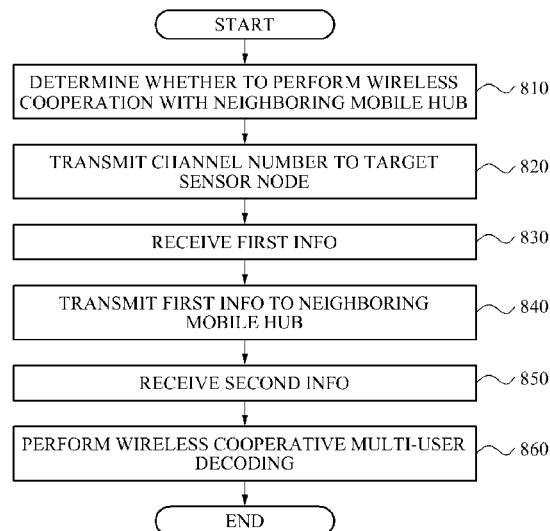 START
DETERMINE WHETHER TO PERFORM WIRELESS
COOPERATION WITH NEIGHBORING MOBILE HUB
810
TRANSMIT CHANNEL NUMBER TO TARGET
SENSOR NODE
820
RECEIVE FIRST INFO
830
TRANSMIT FIRST INFO TO NEIGHBORING
MOBILE HUB
840
RECEIVE SECOND INFO
850
PERFORM WIRELESS COOPERATIVE MULTI-USER
DECODING
860
END